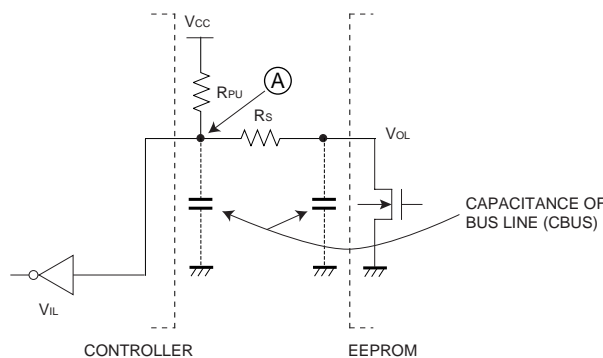 VCC
A
RPU
RS
VOL
CAPACITANCE OF
BUS LINE (CBUS)
VIL
CONTROLLER
EEPROM